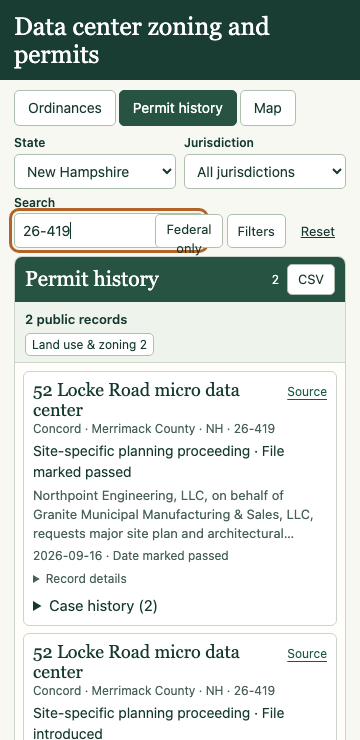 Data center zoning and
permits
Ordinances
Permit history
Map
State
Jurisdiction
New Hampshire
All jurisdictions
Search
26-419
Federal
only
Filters
Reset
Permit history
2
CSV
2 public records
Land use & zoning 2
52 Locke Road micro data
center
Source
Concord · Merrimack County · NH · 26-419
Site-specific planning proceeding · File
marked passed
Northpoint Engineering, LLC, on behalf of
Granite Municipal Manufacturing & Sales, LLC,
requests major site plan and architectural…
2026-09-16 · Date marked passed
▶ Record details
▶ Case history (2)
52 Locke Road micro data
center
Source
Concord · Merrimack County · NH · 26-419
Site-specific planning proceeding · File
introduced